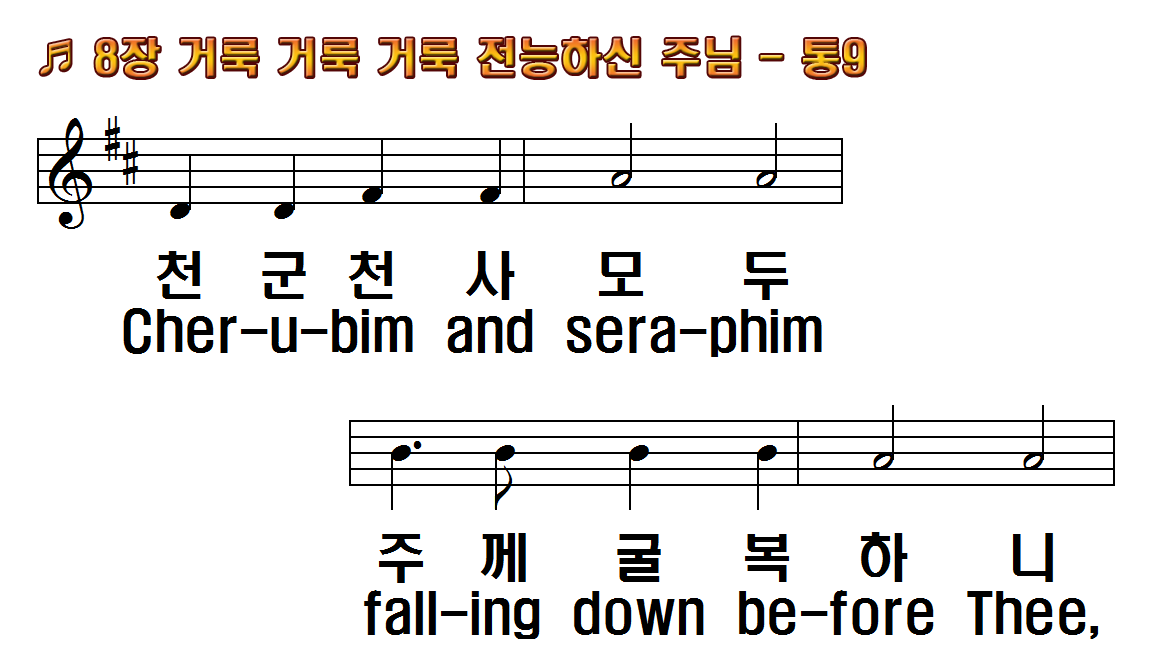 ♬ 8장 거룩 거룩 거룩 전능하신 주님 - 통9
천 군 천 사 모 두
Cher-u-bim and sera-phim
주 께 굴 복 하 니
fall-ing down be-fore Thee,